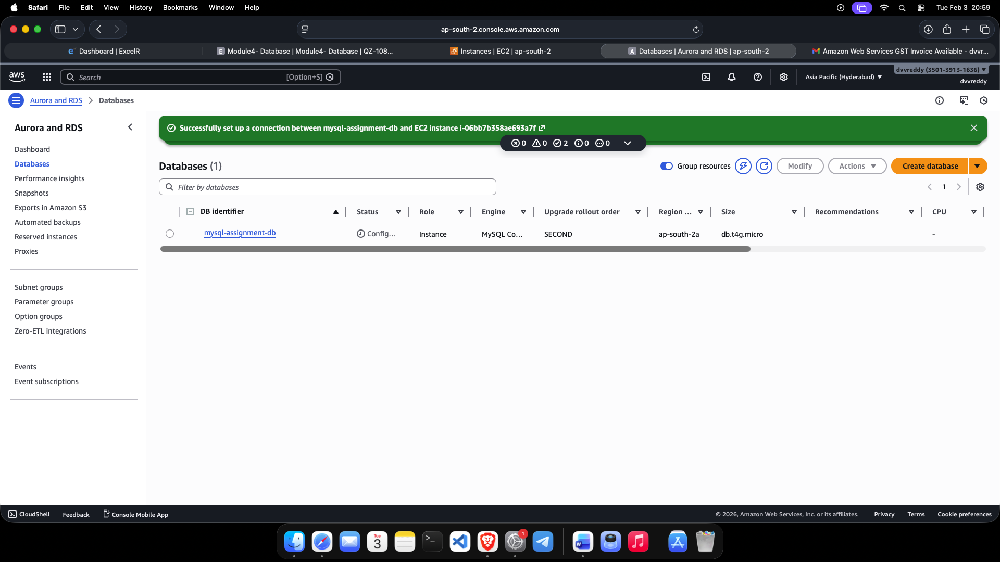 Safari File Edit View History Bookmarks Window Help Tue Feb 3 20:59
ap-south-2.console.aws.amazon.com
Dashboard | ExcelR
E Module4- Database | Module4- Database | QZ-108...
Instances | EC2 | ap-south-2
A Databases | Aurora and RDS | ap-south-2
Amazon Web Services GST Invoice Available - dvvr...
aws
Search [Option+S]
Asia Pacific (Hyderabad)
dvvreddy (3501-3913-1636)
dvvreddy
Aurora and RDS > Databases
Aurora and RDS
Dashboard
Databases
Performance insights
Snapshots
Exports in Amazon S3
Automated backups
Reserved instances
Proxies
Subnet groups
Parameter groups
Option groups
Zero-ETL integrations
Events
Event subscriptions
Successfully set up a connection between mysql-assignment-db and EC2 instance i-06bb7b358ae693a7f
0 0 2 0 0
Databases (1)
Group resources
Modify
Actions
Create database
Filter by databases
1
DB identifier Status Role Engine Upgrade rollout order Region ... Size Recommendations CPU
mysql-assignment-db Config... Instance MySQL Co... SECOND ap-south-2a db.t4g.micro -
CloudShell Feedback Console Mobile App
© 2026, Amazon Web Services, Inc. or its affiliates. Privacy Terms Cookie preferences
Tue
3
1
W